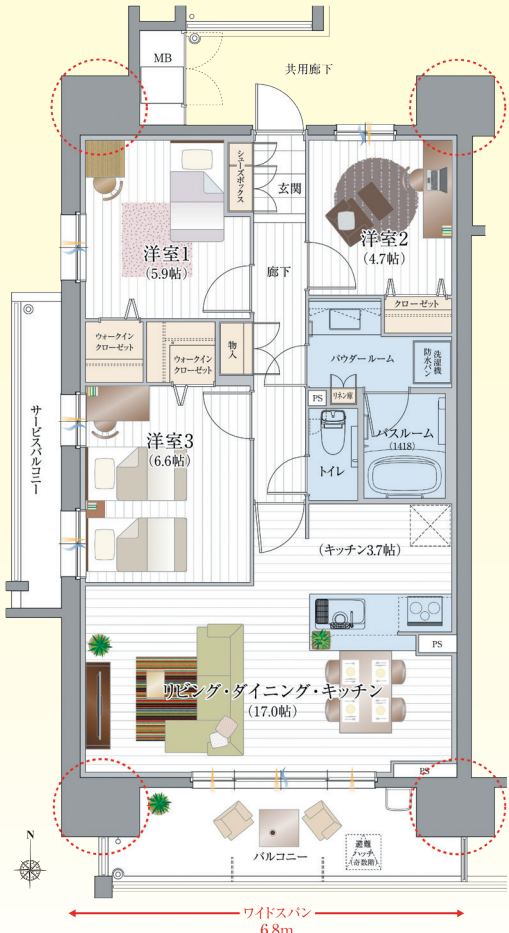 MB
共用廊下
シューズボックス
玄関
洋室1
(5.9帖)
洋室2
(4.7帖)
廊下
クローゼット
ウォークイン
クローゼット
ウォークイン
クローゼット
物入
パウダールーム
洗濯機
防水パン
PS
リネン庫
サービスバルコニー
洋室3
(6.6帖)
トイレ
バスルーム
(1418)
(キッチン3.7帖)
PS
リビング・ダイニング・キッチン
(17.0帖)
PS
バルコニー
避難
ハッチ
(奇数階)
N
ワイドスパン
6.8m